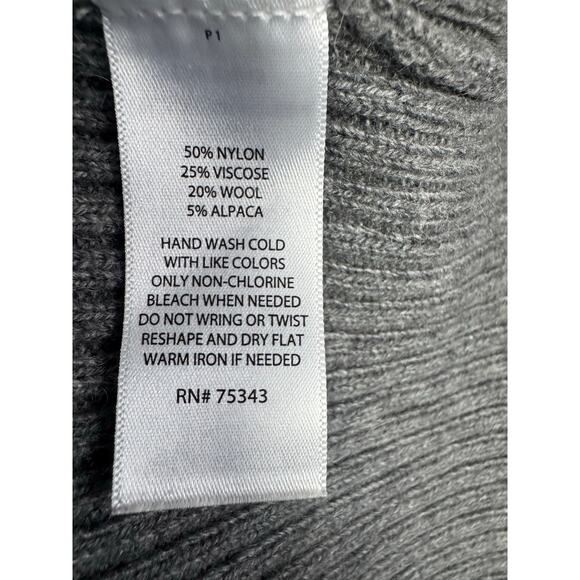 P1
50% NYLON
25% VISCOSE
20% WOOL
5% ALPACA
HAND WASH COLD
WITH LIKE COLORS
ONLY NON-CHLORINE
BLEACH WHEN NEEDED
DO NOT WRING OR TWIST
RESHAPE AND DRY FLAT
WARM IRON IF NEEDED
RN# 75343